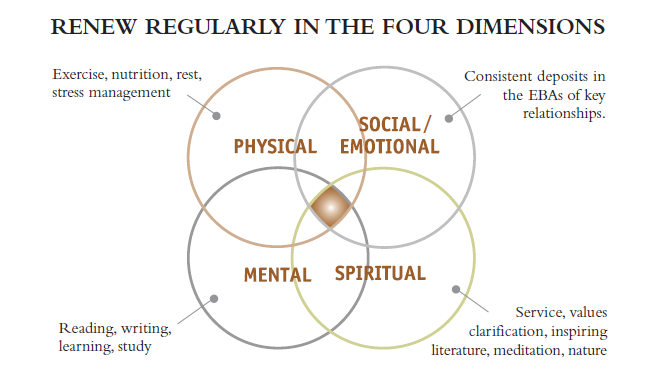 RENEW REGULARLY IN THE FOUR DIMENSIONS
Exercise, nutrition, rest,
stress management
Consistent deposits in
the EBAs of key
relationships.
PHYSICAL
SOCIAL/
EMOTIONAL
MENTAL
SPIRITUAL
Reading, writing,
learning, study
Service, values
clarification, inspiring
literature, meditation, nature